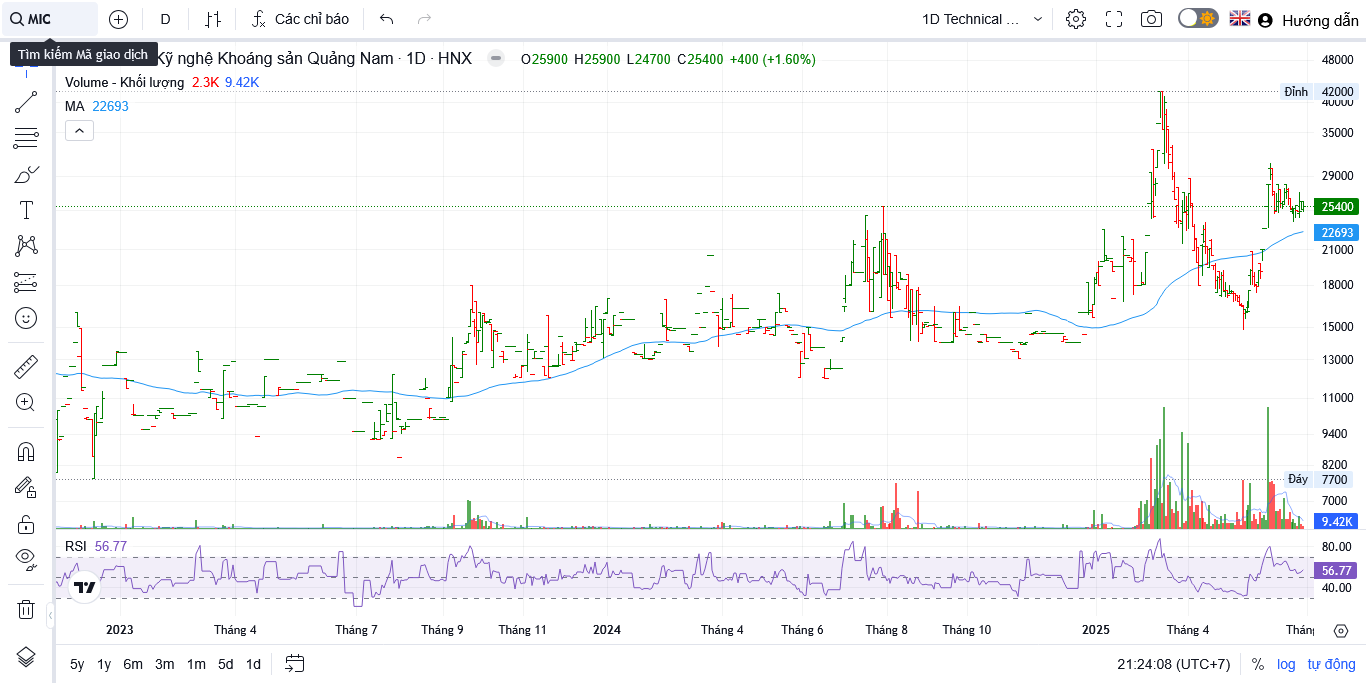 MIC
D
Các chỉ báo
1D Technical ...
Hướng dẫn
Tìm kiếm Mã giao dịch
Kỹ nghệ Khoáng sản Quảng Nam · 1D · HNX
O25900 H25900 L24700 C25400 +400 (+1.60%)
Volume - Khối lượng 2.3K 9.42K
MA 22693
48000
Đỉnh 42000
40000
35000
29000
25400
22693
21000
18000
15000
13000
11000
9400
8200
Đáy 7700
7000
9.42K
RSI 56.77
80.00
56.77
40.00
2023 Tháng 4 Tháng 7 Tháng 9 Tháng 11 2024 Tháng 4 Tháng 6 Tháng 8 Tháng 10 2025 Tháng 4 Tháng
5y 1y 6m 3m 1m 5d 1d
21:24:08 (UTC+7) % log tự động